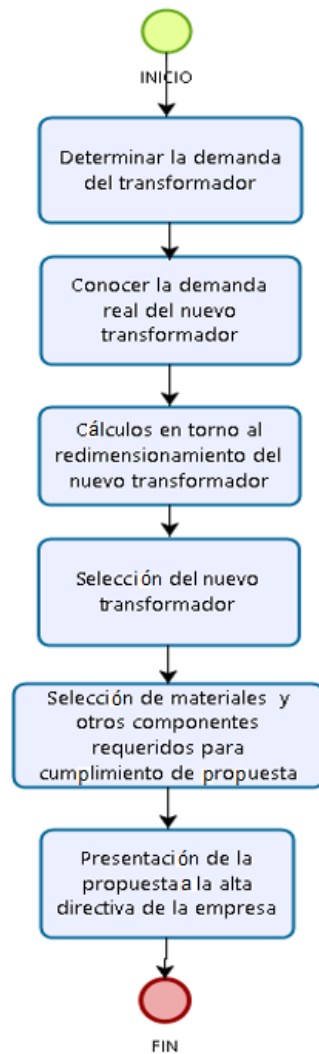 INICIO
Determinar la demanda
del transformador
Conocer la demanda
real del nuevo
transformador
Cálculos en torno al
redimensionamiento del
nuevo transformador
Selección del nuevo
transformador
Selección de materiales y
otros componentes
requeridos para
cumplimiento de propuesta
Presentación de la
propuestaa la alta
directiva de la empresa
FIN